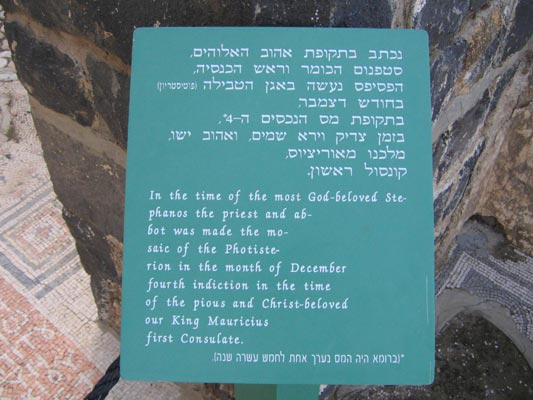 נכתב בתקופת אהוב האלוהים,
סטפנוס הכומר וראש הכנסיה,
הפסיפס נעשה באגן הטבילה (פוטיסטריון)
בחודש דצמבר,
בתקופת מס הנכסים ה-4*,
בזמן צדיק וירא שמים, ואהוב ישו,
מלכנו מאוריציוס,
קונסול ראשון.
In the time of the most God-beloved Ste-
phanos the priest and ab-
bot was made the mo-
saic of the Photiste-
rion in the month of December
fourth indiction in the time
of the pious and Christ-beloved
our King Mauricius
first Consulate.
*(ברומא היה המס נערך אחת לחמש עשרה שנה).